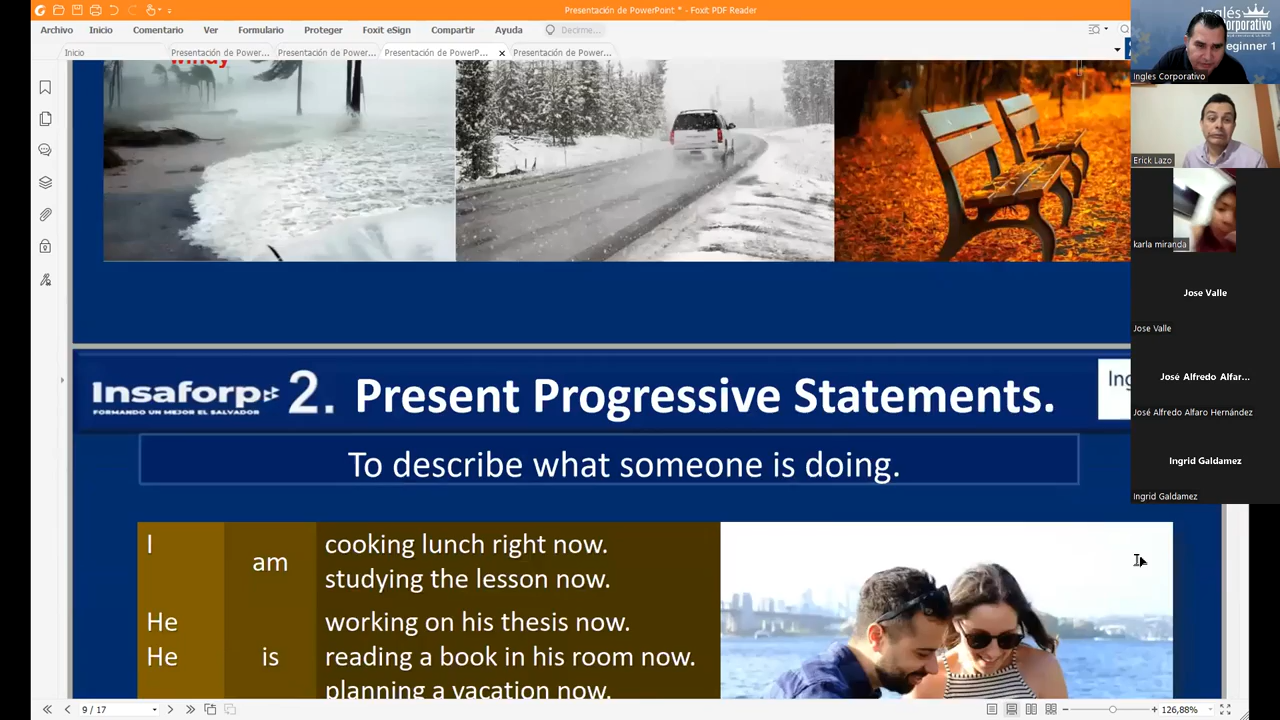 Presentación de PowerPoint * - Foxit PDF Reader
Archivo Inicio Comentario Ver Formulario Proteger Foxit eSign Compartir Ayuda Decirme...
Inicio Presentación de Power... Presentación de Power... Presentación de PowerP... × Presentación de Power...
Inglés
Corporativo
Beginner 1
Ingles Corporativo
Erick Lazo
karla miranda
Jose Valle
Jose Valle
José Alfredo Alfar...
José Alfredo Alfaro Hernández
Ingrid Galdamez
Ingrid Galdamez
windy
Insaforp
FORMANDO UN MEJOR EL SALVADOR
2. Present Progressive Statements.
Ing
To describe what someone is doing.
I am cooking lunch right now.
studying the lesson now.
He working on his thesis now.
He is reading a book in his room now.
planning a vacation now.
9 / 17
126,88%